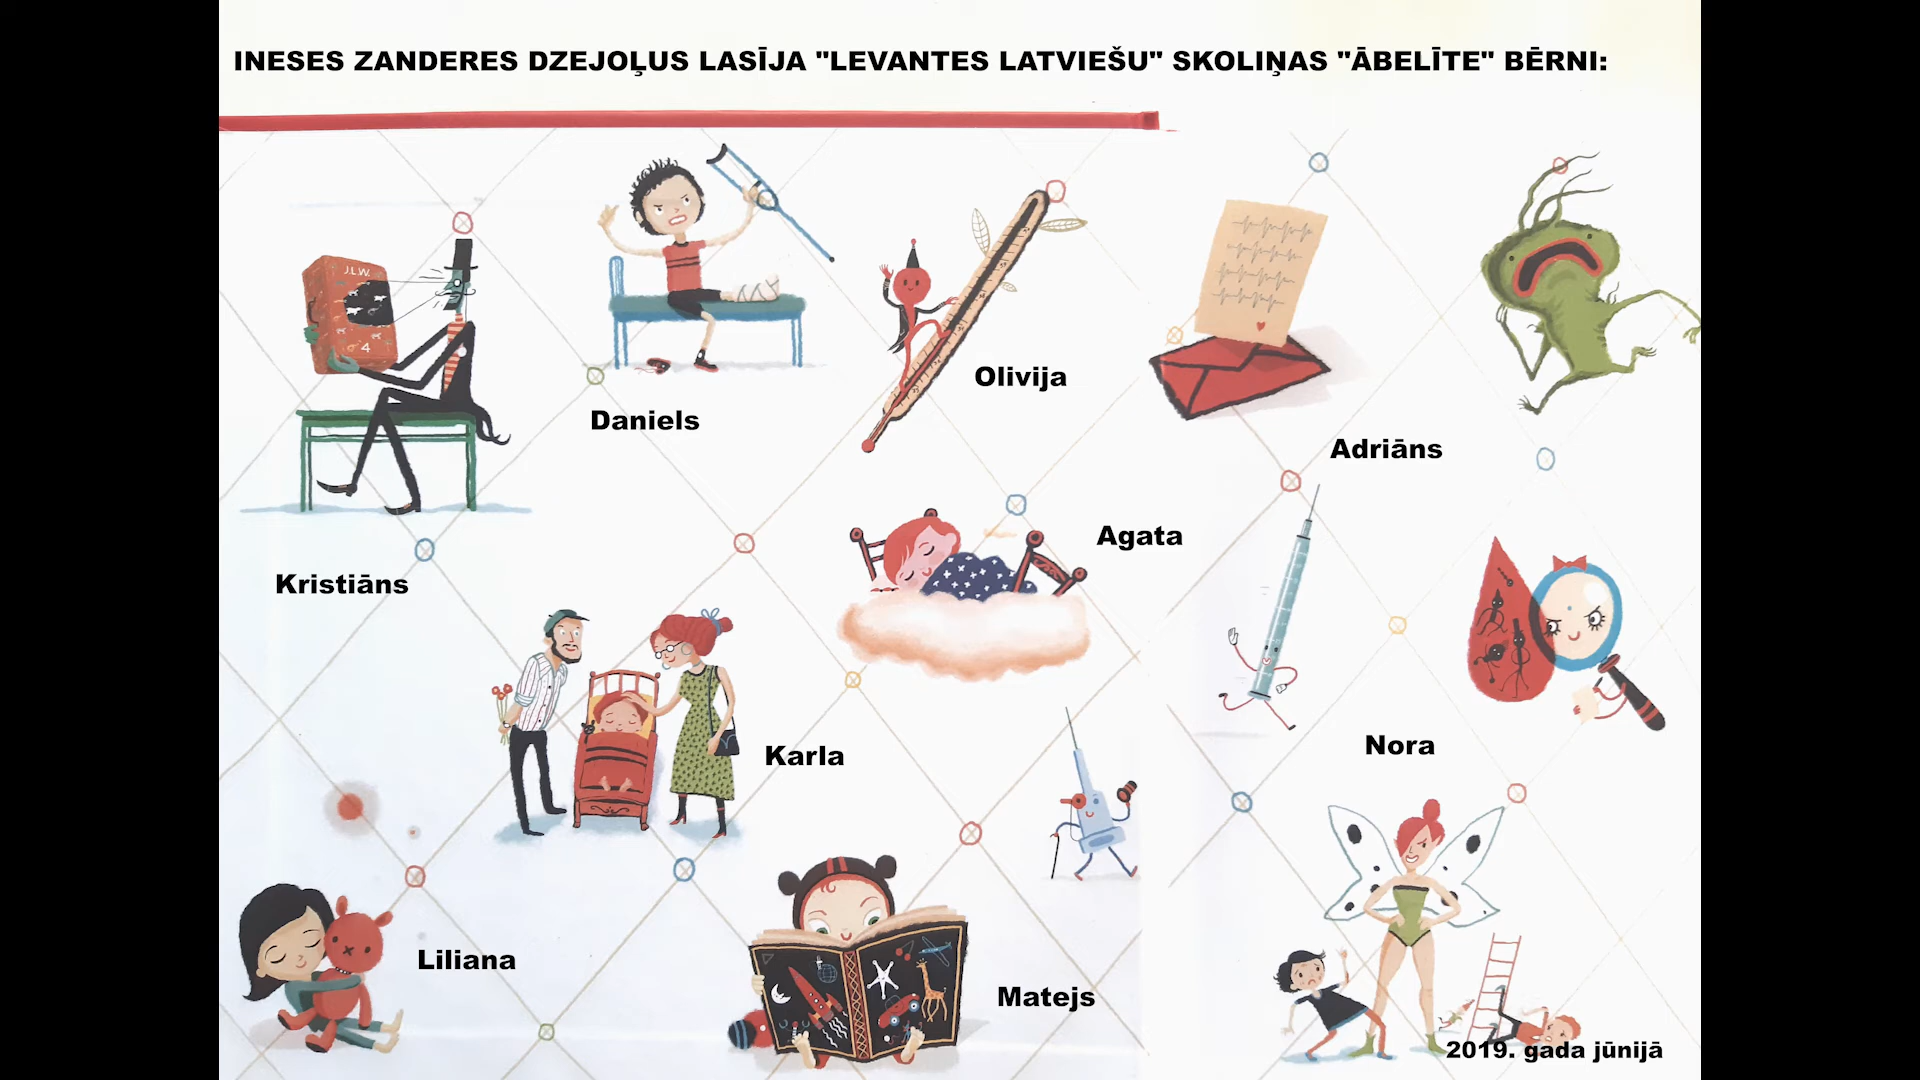 INESES ZANDERES DZEJOĻUS LASĪJA "LEVANTES LATVIEŠU" SKOLIŅAS "ĀBELĪTE" BĒRNI:
J.L.W.
4
Olivija
Daniels
Adriāns
Agata
Kristiāns
Nora
Karla
Liliana
Matejs
2019. gada jūnijā